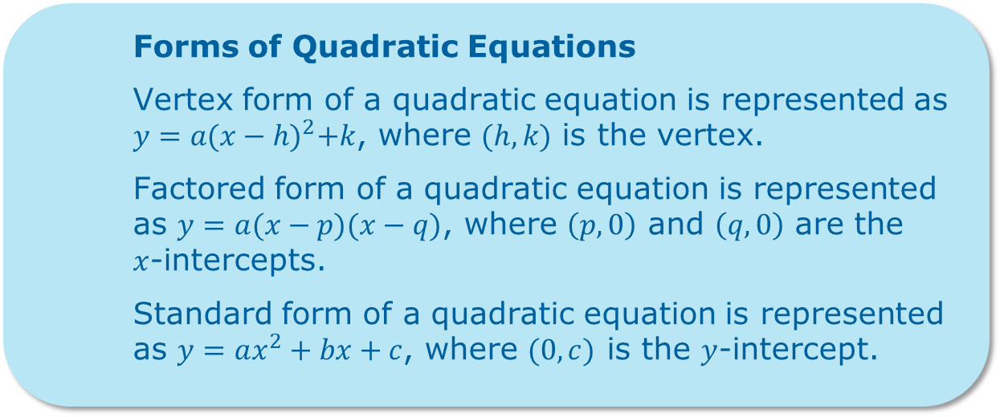 Forms of Quadratic Equations
Vertex form of a quadratic equation is represented as
y = a(x − h)²+k, where (h, k) is the vertex.
Factored form of a quadratic equation is represented
as y = a(x − p)(x − q), where (p, 0) and (q, 0) are the
x-intercepts.
Standard form of a quadratic equation is represented
as y = ax² + bx + c, where (0, c) is the y-intercept.